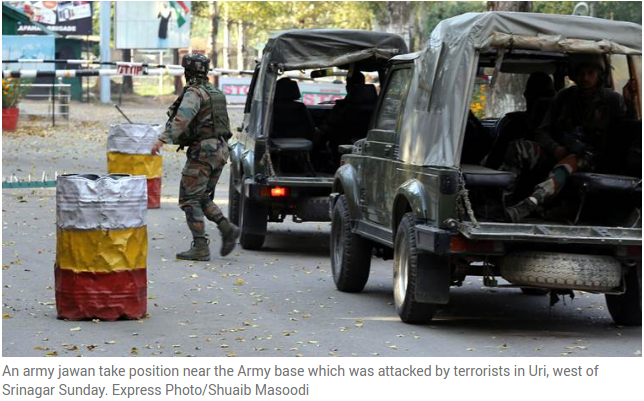 STOP
An army jawan take position near the Army base which was attacked by terrorists in Uri, west of
Srinagar Sunday. Express Photo/Shuaib Masoodi